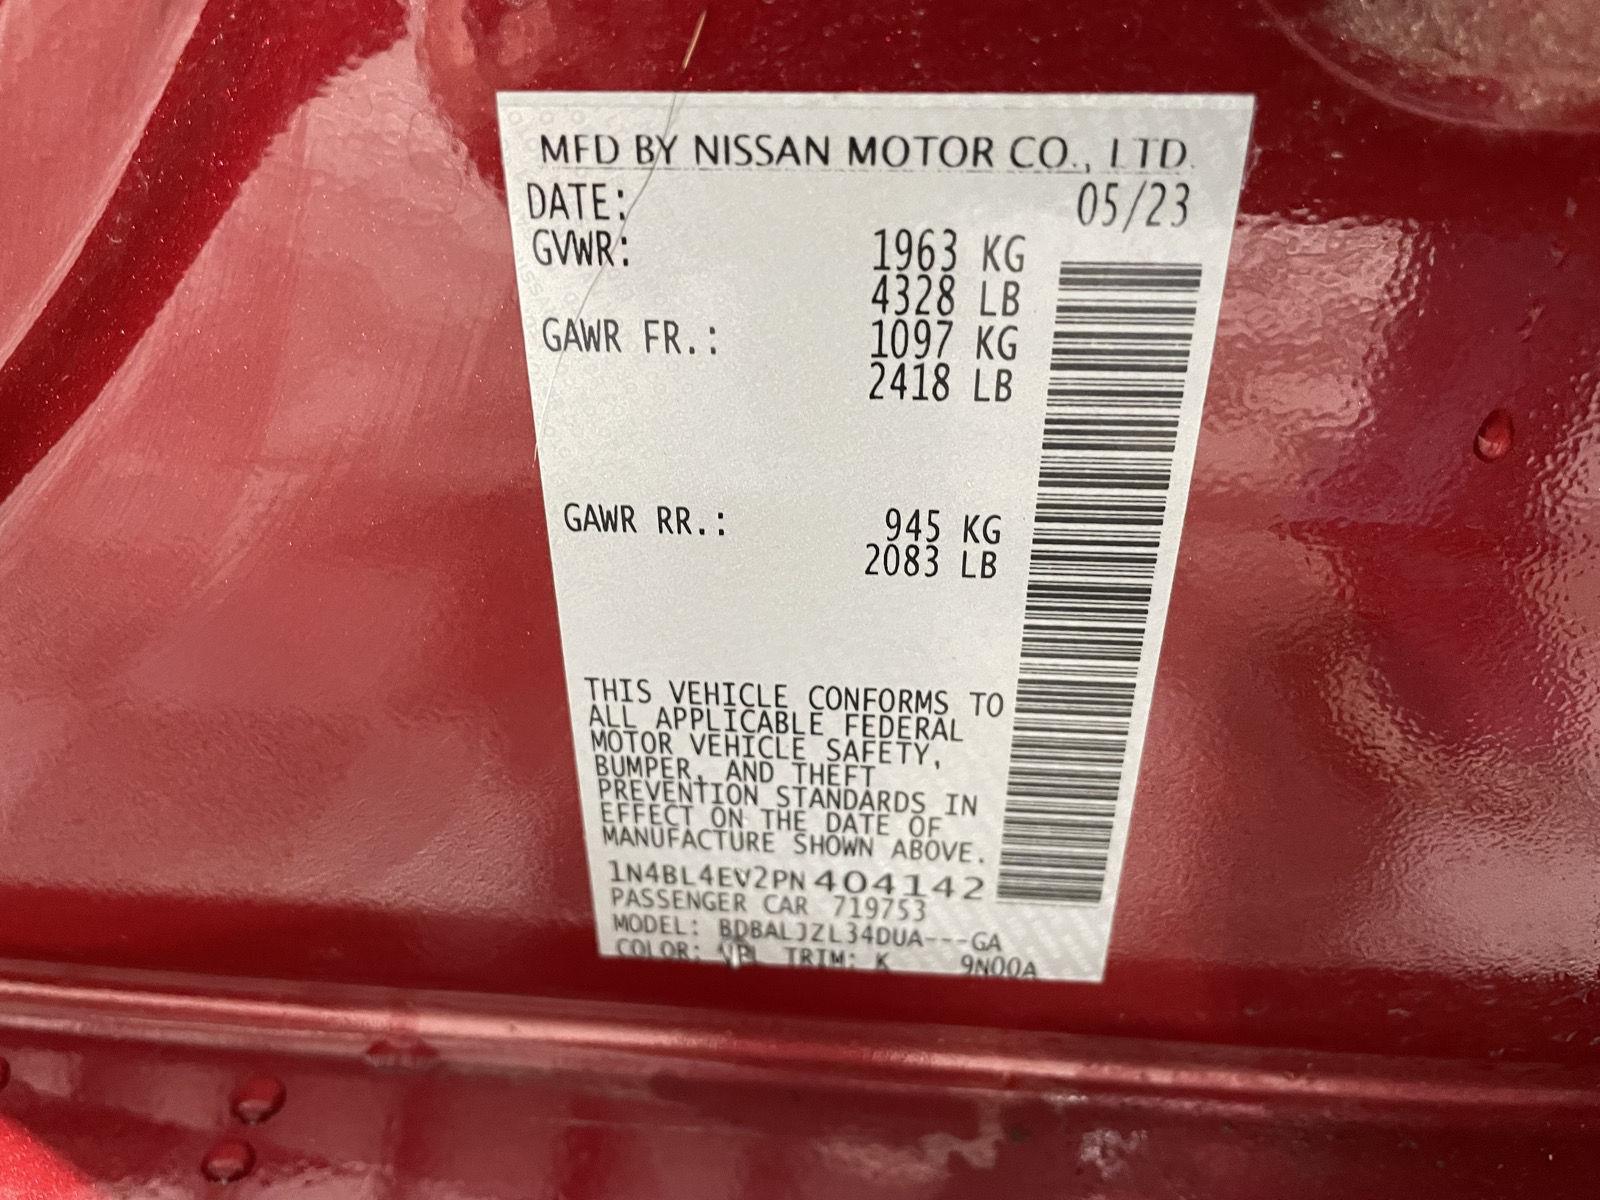 MFD BY NISSAN MOTOR CO., LTD.
DATE: 05/23
GVWR: 1963 KG
4328 LB
GAWR FR.: 1097 KG
2418 LB
GAWR RR.: 945 KG
2083 LB
THIS VEHICLE CONFORMS TO
ALL APPLICABLE FEDERAL
MOTOR VEHICLE SAFETY,
BUMPER, AND THEFT
PREVENTION STANDARDS IN
EFFECT ON THE DATE OF
MANUFACTURE SHOWN ABOVE.
1N4BL4EV2PN404142
PASSENGER CAR 719753
MODEL: BDBALJZL34DUA---GA
COLOR: TRIM: K 9N00A